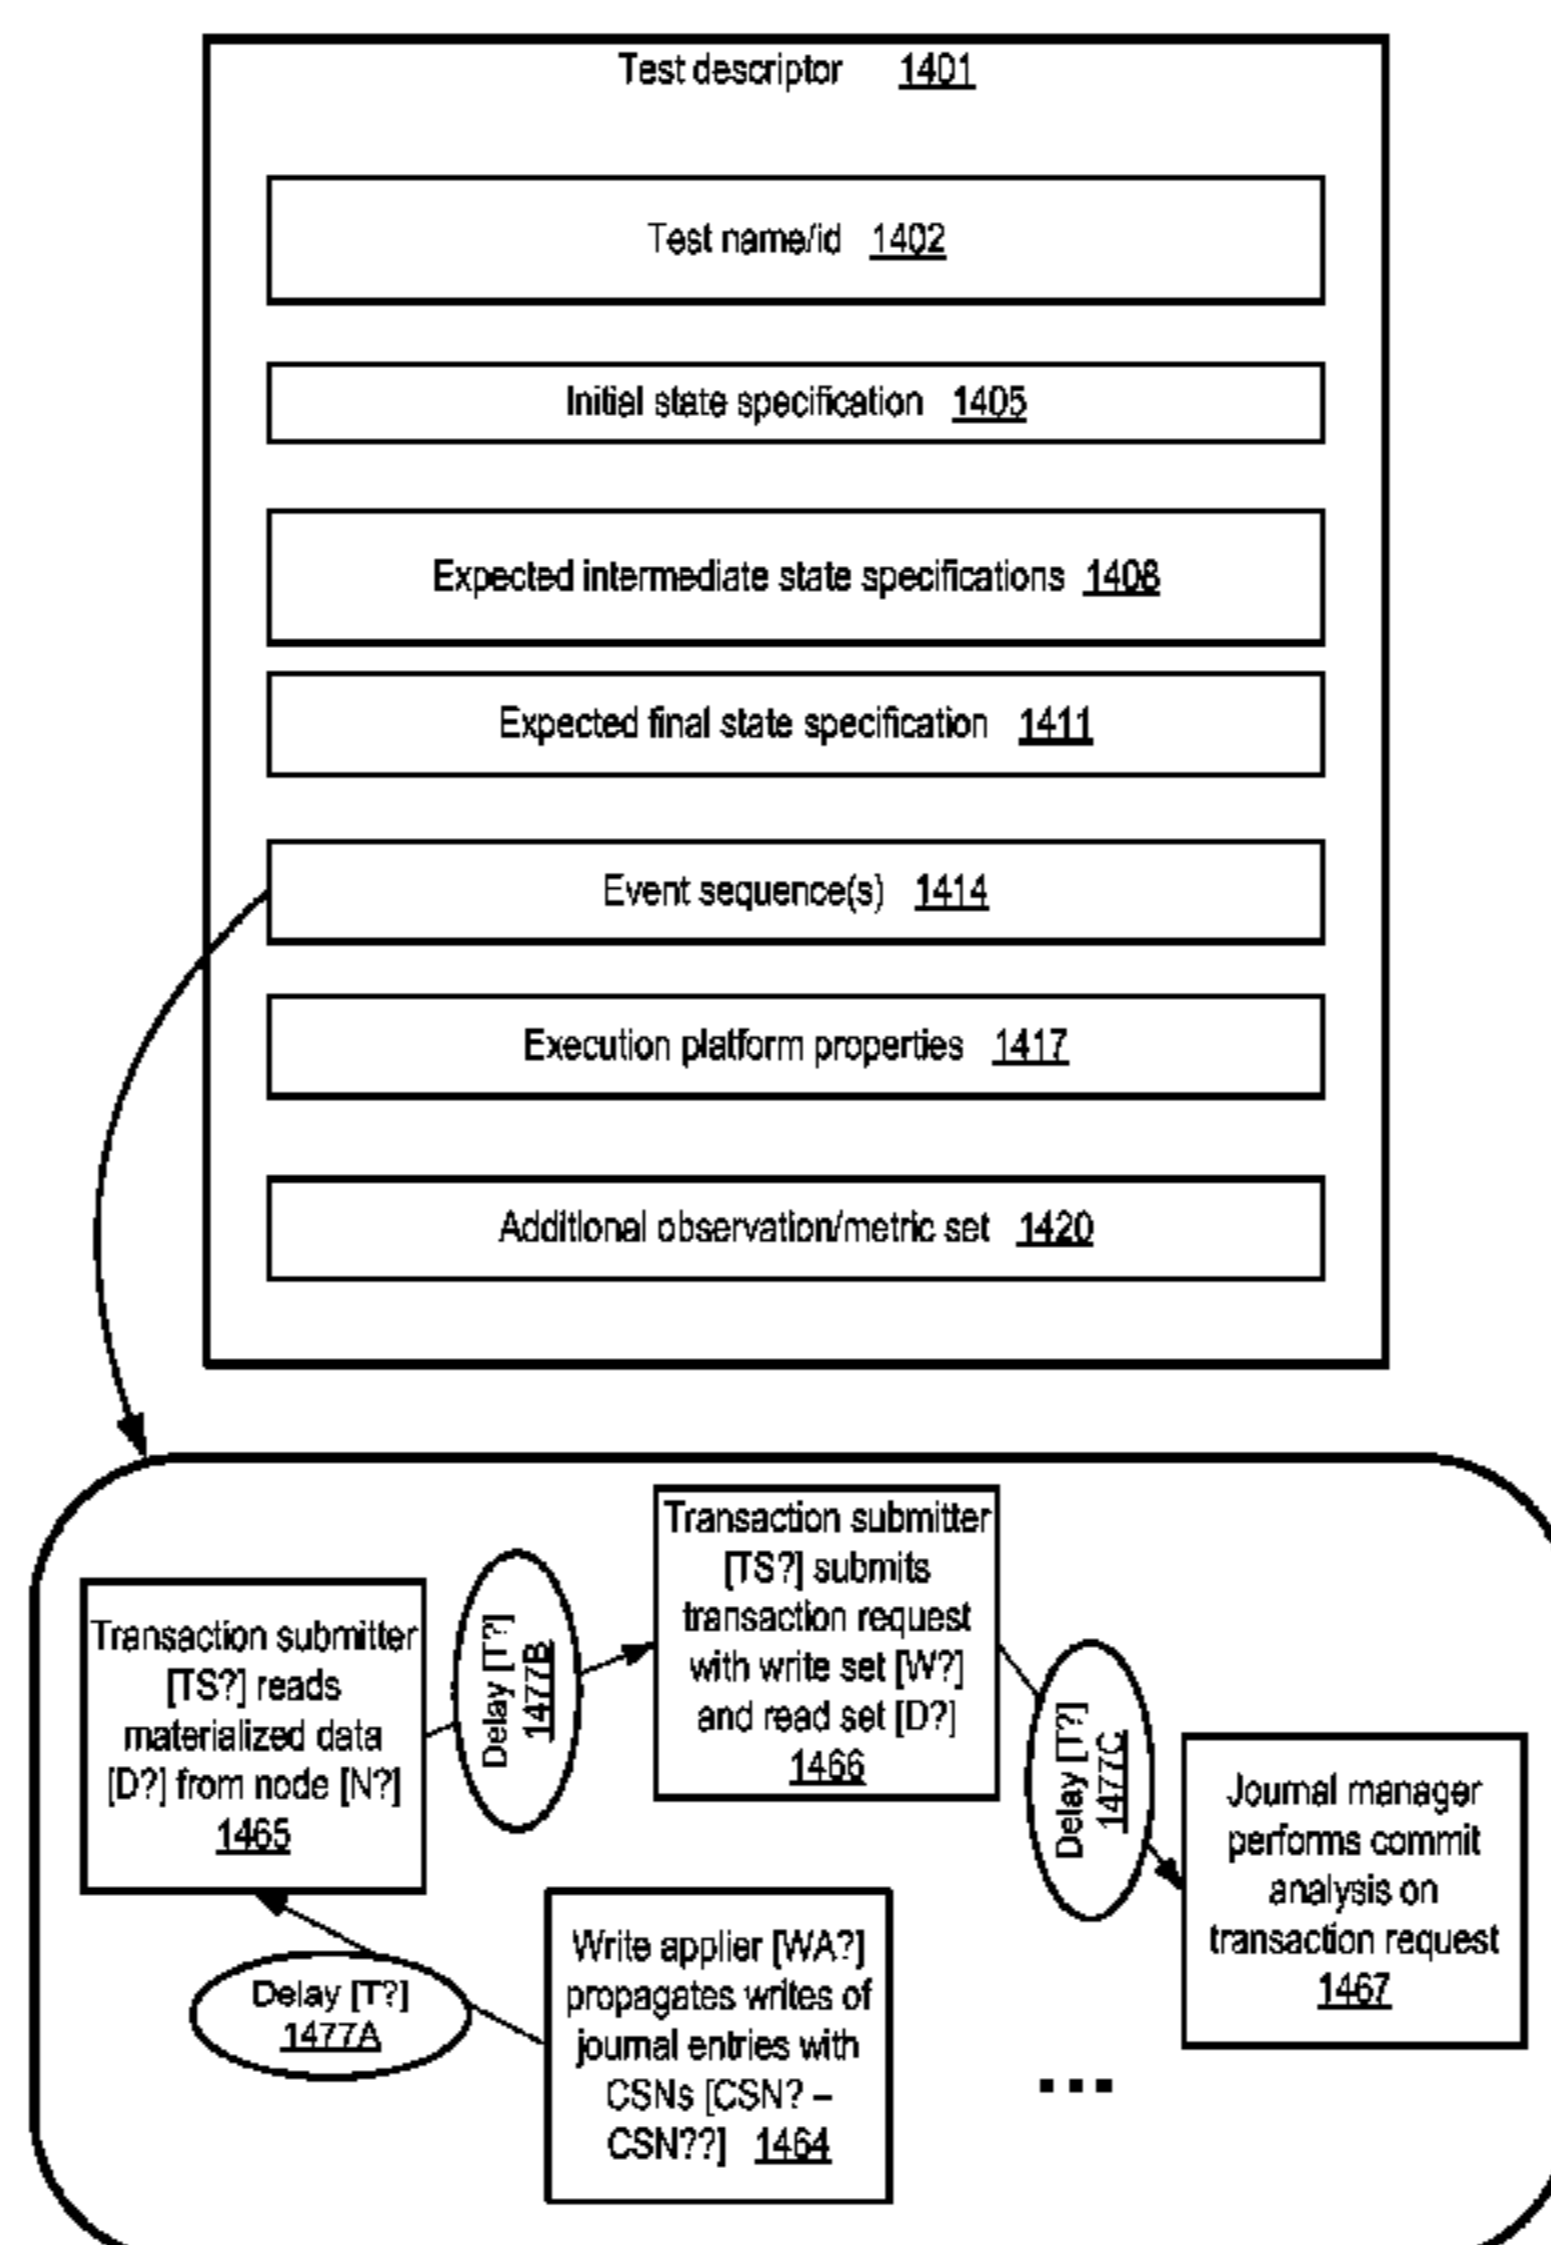 Test descriptor 1401
Test name/id 1402
Initial state specification 1405
Expected intermediate state specifications 1408
Expected final state specification 1411
Event sequence(s) 1414
Execution platform properties 1417
Additional observation/metric set 1420
Transaction submitter
[TS?] reads
materialized data
[D?] from node [N?]
1465
Delay [T?]
1477B
Transaction submitter
[TS?] submits
transaction request
with write set [W?]
and read set [D?]
1466
Delay [T?]
1477C
Journal manager
performs commit
analysis on
transaction request
1467
Delay [T?]
1477A
Write applier [WA?]
propagates writes of
journal entries with
CSNs [CSN? –
CSN??] 1464
...